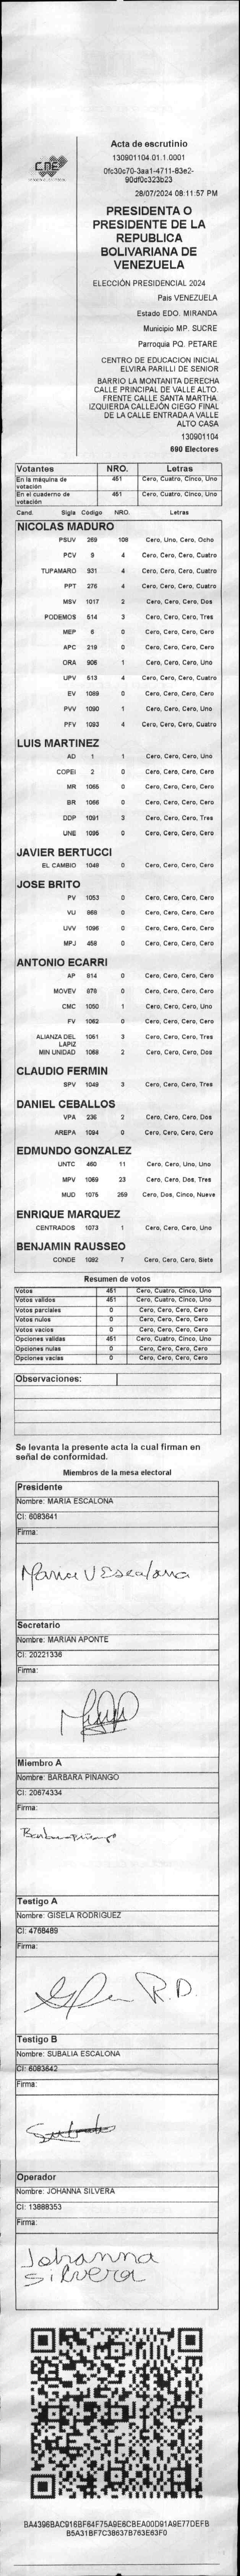 CNE
Acta de escrutinio
130901104.01.1.0001
0fc30c70-3aa1-4711-83e2-
90df0c323b23
28/07/2024 08:11:57 PM
PRESIDENTA O
PRESIDENTE DE LA
REPUBLICA
BOLIVARIANA DE
VENEZUELA
ELECCIÓN PRESIDENCIAL 2024
Pais VENEZUELA
Estado EDO. MIRANDA
Municipio MP. SUCRE
Parroquia PQ. PETARE
CENTRO DE EDUCACION INICIAL
ELVIRA PARILLI DE SENIOR
BARRIO LA MONTANITA DERECHA
CALLE PRINCIPAL DE VALLE ALTO.
FRENTE CALLE SANTA MARTHA.
IZQUIERDA CALLEJÓN CIEGO FINAL
DE LA CALLE ENTRADA A VALLE
ALTO CASA
130901104
690 Electores
Votantes NRO. Letras
En la máquina de votación 451 Cero, Cuatro, Cinco, Uno
En el cuaderno de votación 451 Cero, Cuatro, Cinco, Uno
Cand. Sigla Código NRO. Letras
NICOLAS MADURO
PSUV 269 108 Cero, Uno, Cero, Ocho
PCV 9 4 Cero, Cero, Cero, Cuatro
TUPAMARO 931 4 Cero, Cero, Cero, Cuatro
PPT 276 4 Cero, Cero, Cero, Cuatro
MSV 1017 2 Cero, Cero, Cero, Dos
PODEMOS 514 3 Cero, Cero, Cero, Tres
MEP 6 0 Cero, Cero, Cero, Cero
APC 219 0 Cero, Cero, Cero, Cero
ORA 906 1 Cero, Cero, Cero, Uno
UPV 513 4 Cero, Cero, Cero, Cuatro
EV 1089 0 Cero, Cero, Cero, Cero
PVV 1090 1 Cero, Cero, Cero, Uno
PFV 1093 4 Cero, Cero, Cero, Cuatro
LUIS MARTINEZ
AD 1 1 Cero, Cero, Cero, Uno
COPEI 2 0 Cero, Cero, Cero, Cero
MR 1065 0 Cero, Cero, Cero, Cero
BR 1066 0 Cero, Cero, Cero, Cero
DDP 1091 3 Cero, Cero, Cero, Tres
UNE 1095 0 Cero, Cero, Cero, Cero
JAVIER BERTUCCI
EL CAMBIO 1048 0 Cero, Cero, Cero, Cero
JOSE BRITO
PV 1053 0 Cero, Cero, Cero, Cero
VU 868 0 Cero, Cero, Cero, Cero
UVV 1096 0 Cero, Cero, Cero, Cero
MPJ 458 0 Cero, Cero, Cero, Cero
ANTONIO ECARRI
AP 814 0 Cero, Cero, Cero, Cero
MOVEV 878 0 Cero, Cero, Cero, Cero
CMC 1050 1 Cero, Cero, Cero, Uno
FV 1062 0 Cero, Cero, Cero, Cero
ALIANZA DEL LAPIZ 1061 3 Cero, Cero, Cero, Tres
MIN UNIDAD 1068 2 Cero, Cero, Cero, Dos
CLAUDIO FERMIN
SPV 1049 3 Cero, Cero, Cero, Tres
DANIEL CEBALLOS
VPA 236 2 Cero, Cero, Cero, Dos
AREPA 1094 0 Cero, Cero, Cero, Cero
EDMUNDO GONZALEZ
UNTC 460 11 Cero, Cero, Uno, Uno
MPV 1069 23 Cero, Cero, Dos, Tres
MUD 1075 259 Cero, Dos, Cinco, Nueve
ENRIQUE MARQUEZ
CENTRADOS 1073 1 Cero, Cero, Cero, Uno
BENJAMIN RAUSSEO
CONDE 1092 7 Cero, Cero, Cero, Siete
Resumen de votos
Votos 451 Cero, Cuatro, Cinco, Uno
Votos validos 451 Cero, Cuatro, Cinco, Uno
Votos parciales 0 Cero, Cero, Cero, Cero
Votos nulos 0 Cero, Cero, Cero, Cero
Votos vacios 0 Cero, Cero, Cero, Cero
Opciones validas 451 Cero, Cuatro, Cinco, Uno
Opciones nulas 0 Cero, Cero, Cero, Cero
Opciones vacias 0 Cero, Cero, Cero, Cero
Observaciones:
Se levanta la presente acta la cual firman en
señal de conformidad.
Miembros de la mesa electoral
Presidente
Nombre: MARIA ESCALONA
CI: 6083641
Firma:
Maria V Escalona
Secretario
Nombre: MARIAN APONTE
CI: 20221336
Firma:
Miembro A
Nombre: BARBARA PIÑANGO
CI: 20674334
Firma:
Testigo A
Nombre: GISELA RODRIGUEZ
CI: 4766489
Firma:
R.D.
Testigo B
Nombre: SUBALIA ESCALONA
CI: 6083642
Firma:
Operador
Nombre: JOHANNA SILVERA
CI: 13888353
Firma:
Johanna
Silvera
BA4396BAC916BF64F75A9E6CBEA00D91A9E77DEFB
B5A31BF7C38637B763E63F0